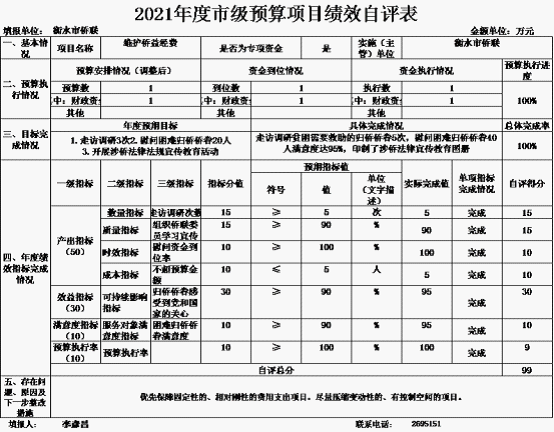 2021年度市级预算项目绩效自评表
填报单位： 衡水市侨联 金额单位：万元
一、基本情况 项目名称 维护侨益经费 是否为专项资金 是 实施（主管）单位 衡水市侨联
二、预算执行情况 预算安排情况（调整后） 资金到位情况 资金执行情况 预算执行进度
预算数 1 到位数 1 执行数 1 100%
中：财政资 1 中：财政资 1 中：财政资 1
其他 其他 其他
三、目标完成情况 年度预期目标 具体完成情况 总体完成率
1. 走访调研3次2. 慰问困难归侨侨眷20人 3. 开展涉侨法律法规宣传教育活动
走访调研贫困需要救助的归侨侨眷5次，慰问困难归侨侨眷40人满意度达95%，印制了涉侨法律宣传教育图册 100%
四、年度绩效指标完成情况 一级指标 二级指标 三级指标 指标分值 预期指标值 实际完成值 单项指标完成情况 自评得分
符号 值 单位（文字描述）
产出指标（50） 数量指标 走访调研次数 15 ≥ 5 次 5 完成 15
质量指标 组织侨联委员学习宣传 15 ≥ 90 % 90 完成 15
时效指标 慰问资金到位率 10 ≥ 100 % 100 完成 10
成本指标 不超预算金额 10 ≤ 5 人 5 完成 10
效益指标（30） 可持续影响指标 归侨侨眷感受到党和国家的关心 30 ≥ 90 % 95 完成 30
满意度指标（10） 服务对象满意度指标 困难归侨侨眷满意度 10 ≥ 90 % 95 完成 10
预算执行率（10） 预算执行率 10 ≥ 100 % 100 完成 9
自评总分 99
五、存在问题、原因及下一步整改措施 优先保障固定性的、相对刚性的费用支出项目。尽量压缩变动性的、有控制空间的项目。
填报人： 李彦昌 联系电话： 2695151